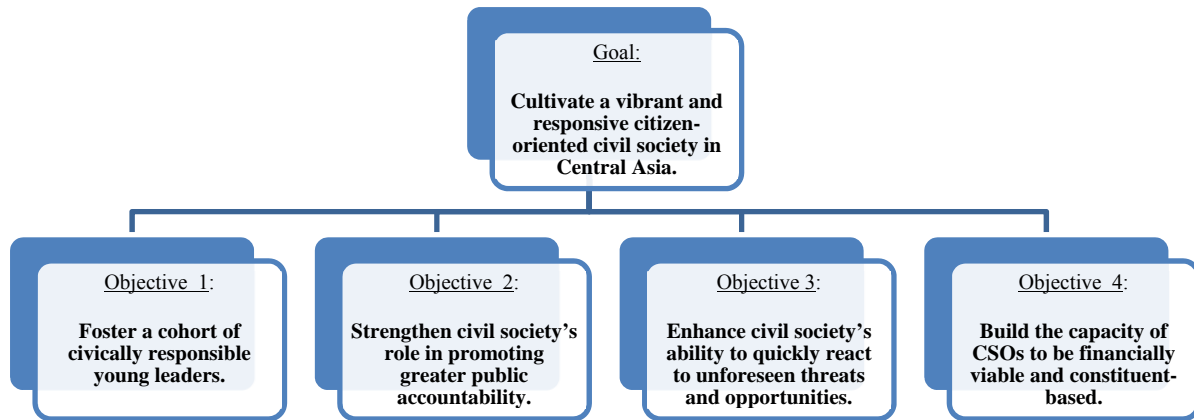 Goal:
Cultivate a vibrant and
responsive citizen-
oriented civil society in
Central Asia.
Objective 1:
Foster a cohort of
civically responsible
young leaders.
Objective 2:
Strengthen civil society’s
role in promoting
greater public
accountability.
Objective 3:
Enhance civil society’s
ability to quickly react
to unforeseen threats
and opportunities.
Objective 4:
Build the capacity of
CSOs to be financially
viable and constituent-
based.